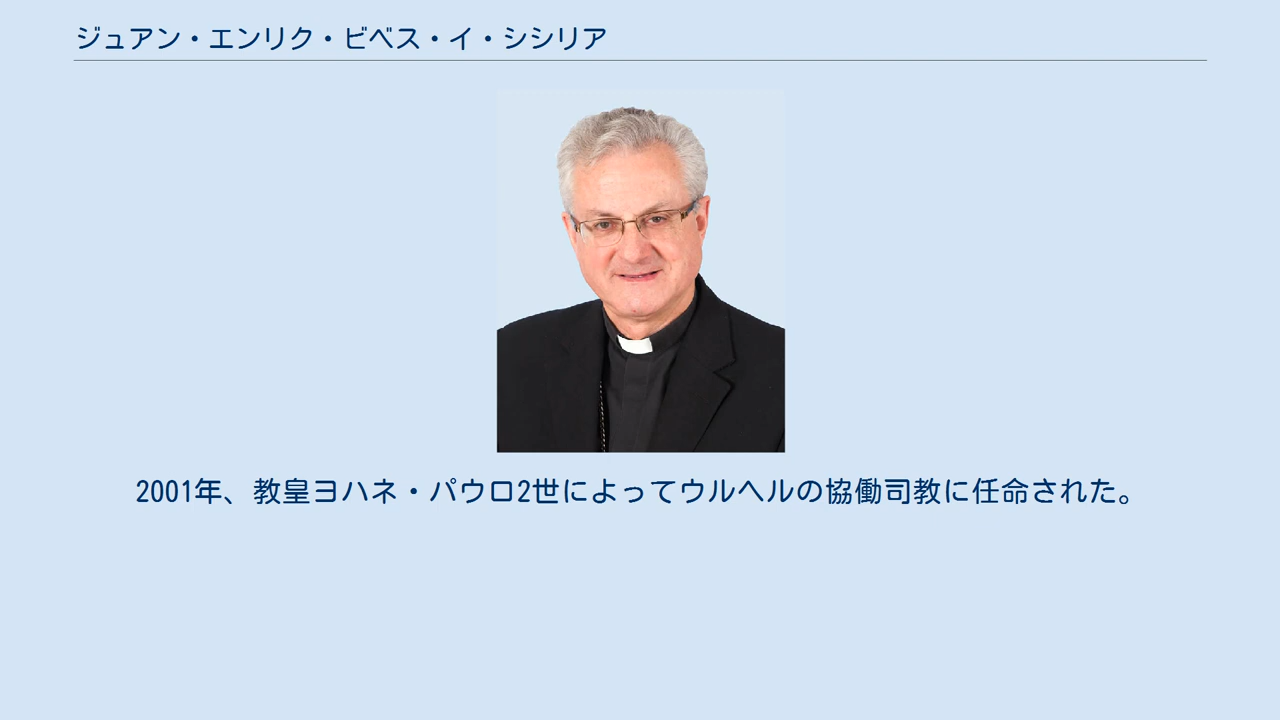 ジュアン・エンリク・ビベス・イ・シシリア
2001年、教皇ヨハネ・パウロ2世によってウルヘルの協働司教に任命された。